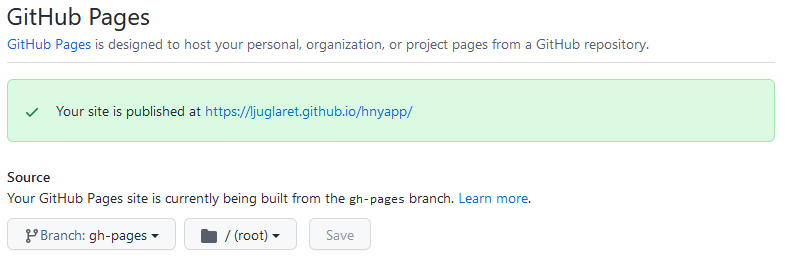 GitHub Pages
GitHub Pages is designed to host your personal, organization, or project pages from a GitHub repository.
Your site is published at https://ljuglaret.github.io/hnyapp/
Source
Your GitHub Pages site is currently being built from the gh-pages branch. Learn more.
Branch: gh-pages / (root) Save